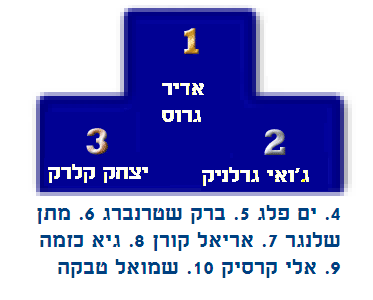 1
אדיר
גרוס
2
ג'ואי גרלניק
3
יצחק קלרק
4. ים פלג 5. ברק שטרנברג 6. מתן
שלנגר 7. אריאל קורן 8. גיא כזמה
9. אלי קרסיק 10. שמואל טבקה